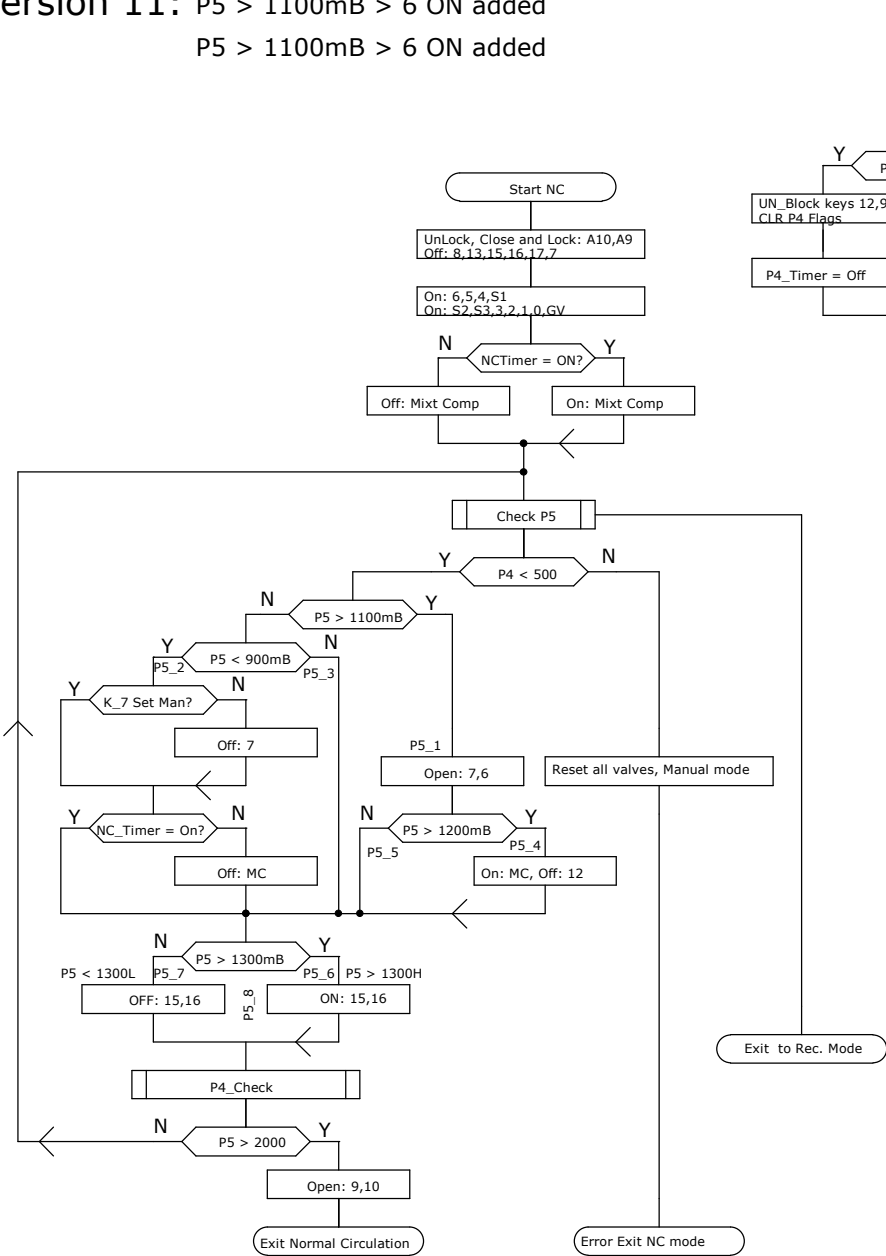 ersion 11: P5 > 1100mB > 6 ON added
P5 > 1100mB > 6 ON added
Y
P
Start NC
UN_Block keys 12,9
CLR P4 Flags
UnLock, Close and Lock: A10,A9
Off: 8,13,15,16,17,7
P4_Timer = Off
On: 6,5,4,S1
On: S2,S3,3,2,1,0,GV
N
NCTimer = ON?
Y
Off: Mixt Comp
On: Mixt Comp
Check P5
Y
P4 < 500
N
N
P5 > 1100mB
Y
Y
P5_2
P5 < 900mB
N
P5_3
Y
K_7 Set Man?
N
Off: 7
P5_1
Open: 7,6
Reset all valves, Manual mode
Y
NC_Timer = On?
N
N
P5 > 1200mB
Y
P5_5
P5_4
Off: MC
On: MC, Off: 12
N
P5 > 1300mB
Y
P5 < 1300L
P5_7
P5_6
P5 > 1300H
OFF: 15,16
P5_8
ON: 15,16
Exit to Rec. Mode
P4_Check
N
P5 > 2000
Y
Open: 9,10
Exit Normal Circulation
Error Exit NC mode